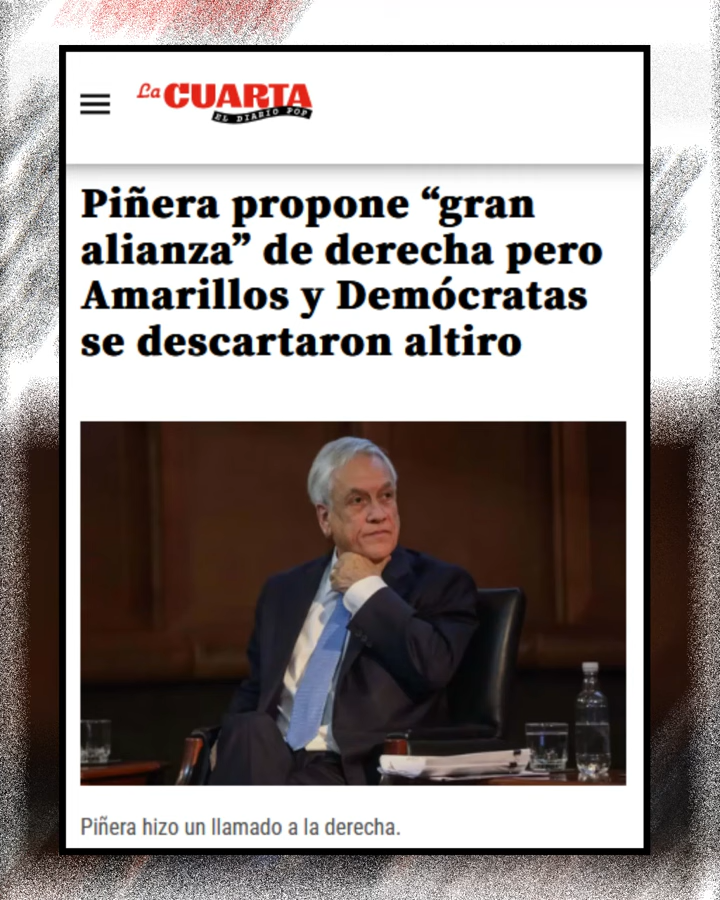 La CUARTA
EL DIARIO POP
Piñera propone “gran
alianza” de derecha pero
Amarillos y Demócratas
se descartaron altiro
Piñera hizo un llamado a la derecha.